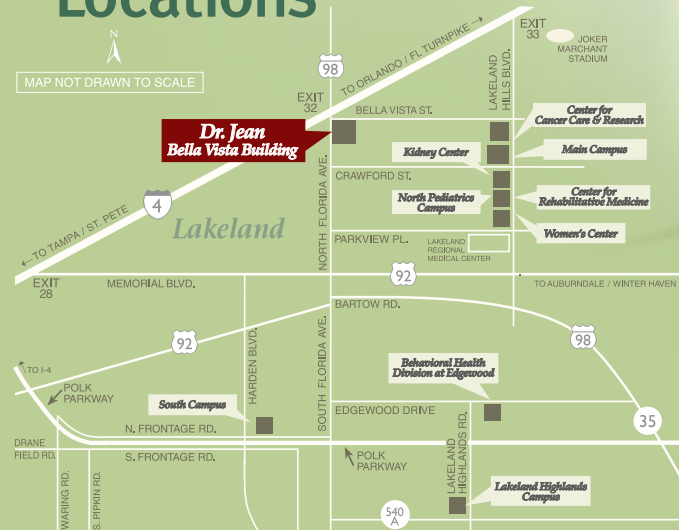 Locations
N
MAP NOT DRAWN TO SCALE
98
TO ORLANDO / FL TURNPIKE →
EXIT
33
JOKER
MARCHANT
STADIUM
LAKELAND
HILLS BLVD.
EXIT
32
BELLA VISTA ST.
Center for
Cancer Care & Research
Dr. Jean
Bella Vista Building
Kidney Center
Main Campus
CRAWFORD ST.
NORTH FLORIDA AVE.
North Pediatrics
Campus
Center for
Rehabilitative Medicine
4
Lakeland
Women's Center
PARKVIEW PL.
LAKELAND
REGIONAL
MEDICAL CENTER
←TO TAMPA / ST. PETE
EXIT
28
MEMORIAL BLVD.
92
TO AUBURNDALE / WINTER HAVEN
BARTOW RD.
92
98
HARDEN BLVD.
SOUTH FLORIDA AVE.
TO I-4
POLK
PARKWAY
Behavioral Health
Division at Edgewood
South Campus
EDGEWOOD DRIVE
35
N. FRONTAGE RD.
DRANE
FIELD RD.
S. FRONTAGE RD.
POLK
PARKWAY
LAKELAND
HIGHLANDS RD.
WARING RD.
S. PIPKIN RD.
Lakeland Highlands
Campus
540
A